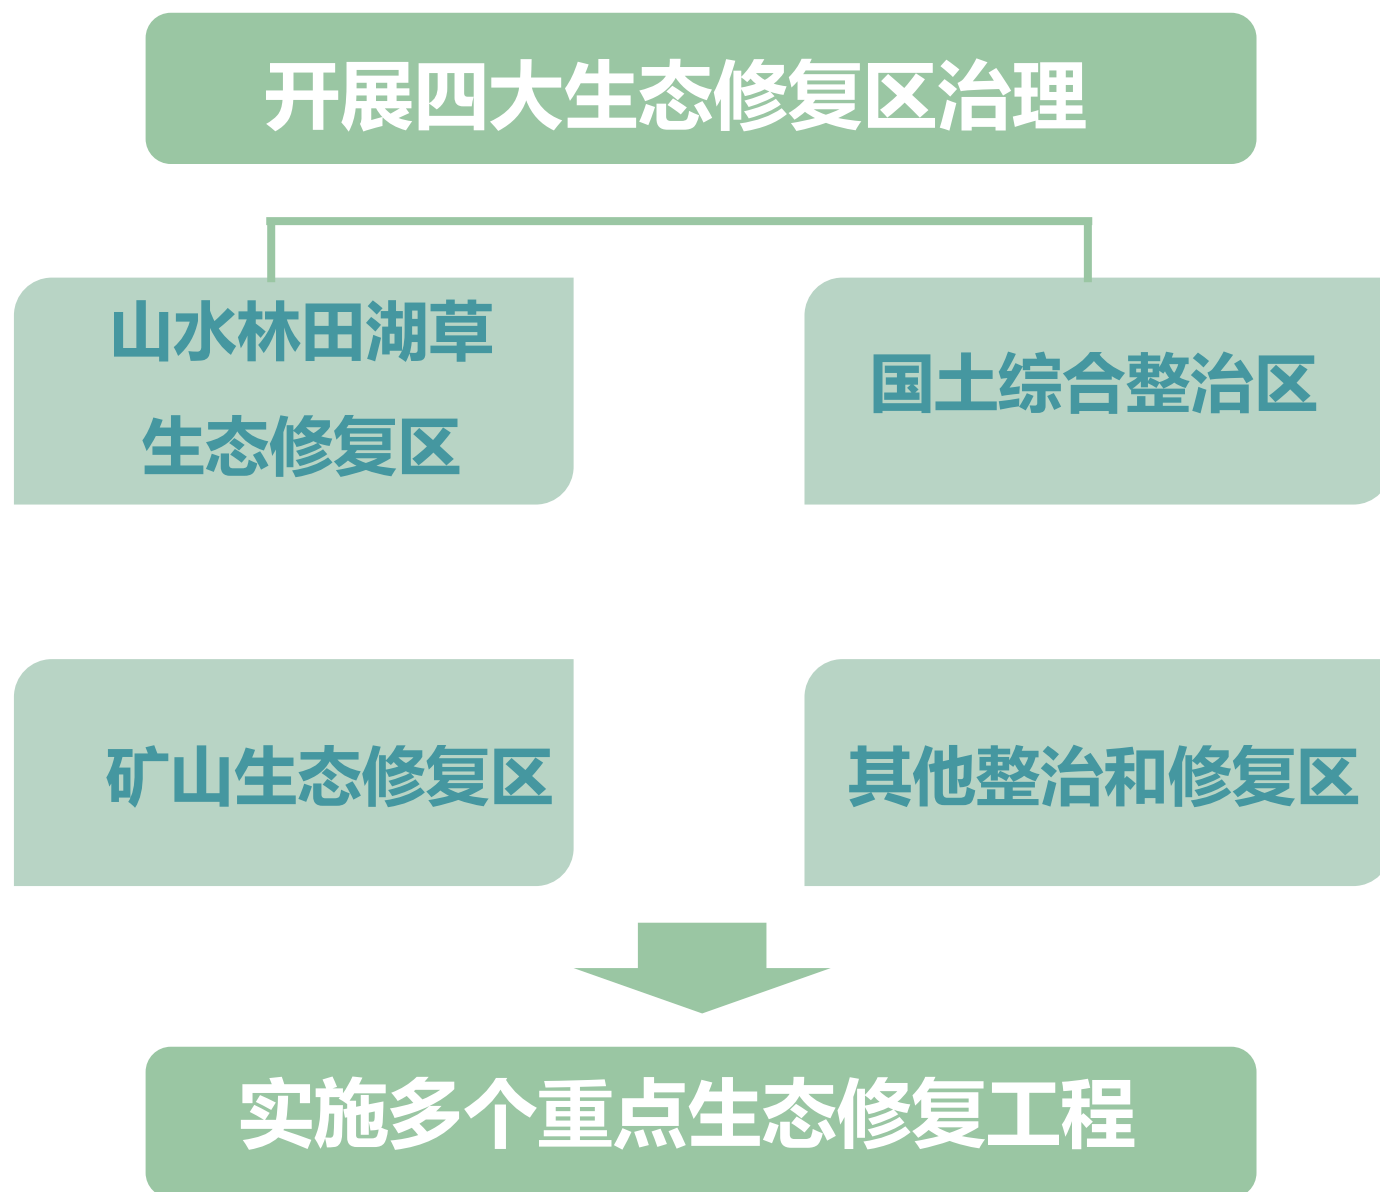 开展四大生态修复区治理
山水林田湖草
生态修复区
国土综合整治区
矿山生态修复区
其他整治和修复区
实施多个重点生态修复工程